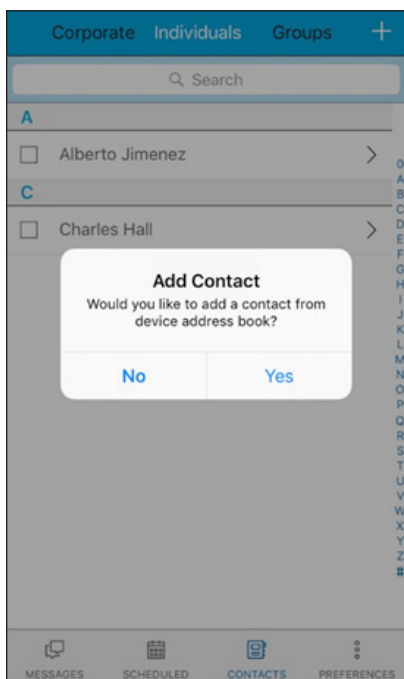 Corporate Individuals Groups +
Search
A
Alberto Jimenez
C
Charles Hall
Add Contact
Would you like to add a contact from
device address book?
No Yes
0
A
B
C
D
E
F
G
H
I
J
K
L
M
N
O
P
Q
R
S
T
U
V
W
X
Y
Z
#
MESSAGES SCHEDULED CONTACTS PREFERENCES